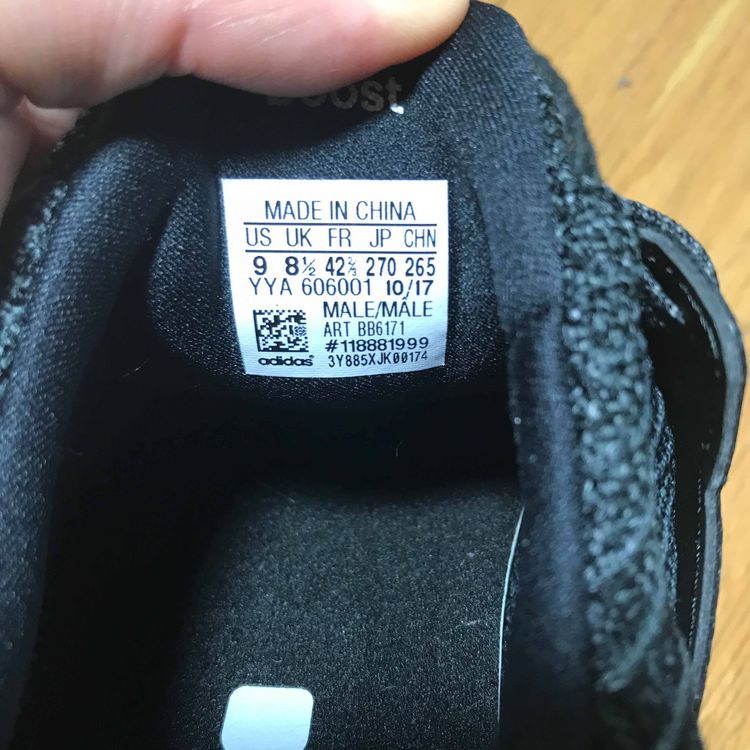 boost
MADE IN CHINA
US UK FR JP CHN
9 8½ 42⅔ 270 265
YYA 606001 10/17
MALE/MÂLE
ART BB6171
#118881999
adidas 3Y885XJK00174